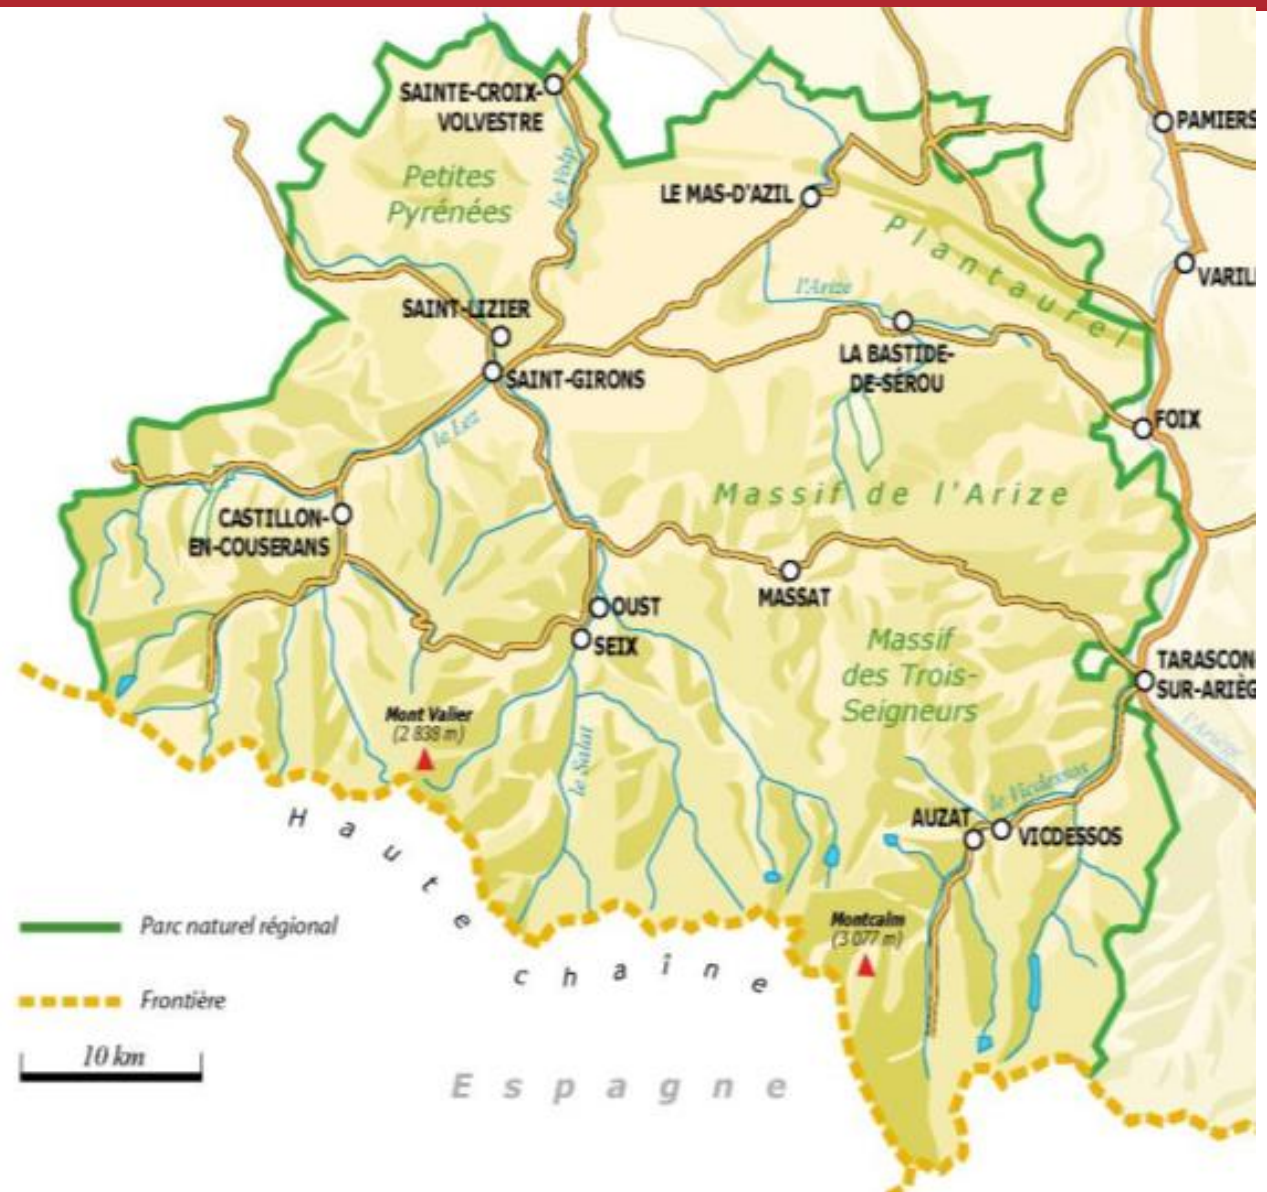 SAINTE-CROIX-
VOLVESTRE
PAMIERS
le Volp
Petites
Pyrénées
LE MAS-D'AZIL
Plantaurel
VARIL
l'Arize
SAINT-LIZIER
LA BASTIDE-
DE-SÉROU
SAINT-GIRONS
FOIX
le Lez
Massif de l'Arize
CASTILLON-
EN-COUSERANS
MASSAT
OUST
SEIX
Massif
des Trois-
Seigneurs
TARASCON-
SUR-ARIÈG
l'Ariège
Mont Valier
(2 838 m)
le Salat
le Vicdessos
AUZAT
VICDESSOS
Haute
chaîne
Montcalm
(3 077 m)
Parc naturel régional
Frontière
10 km
Espagne